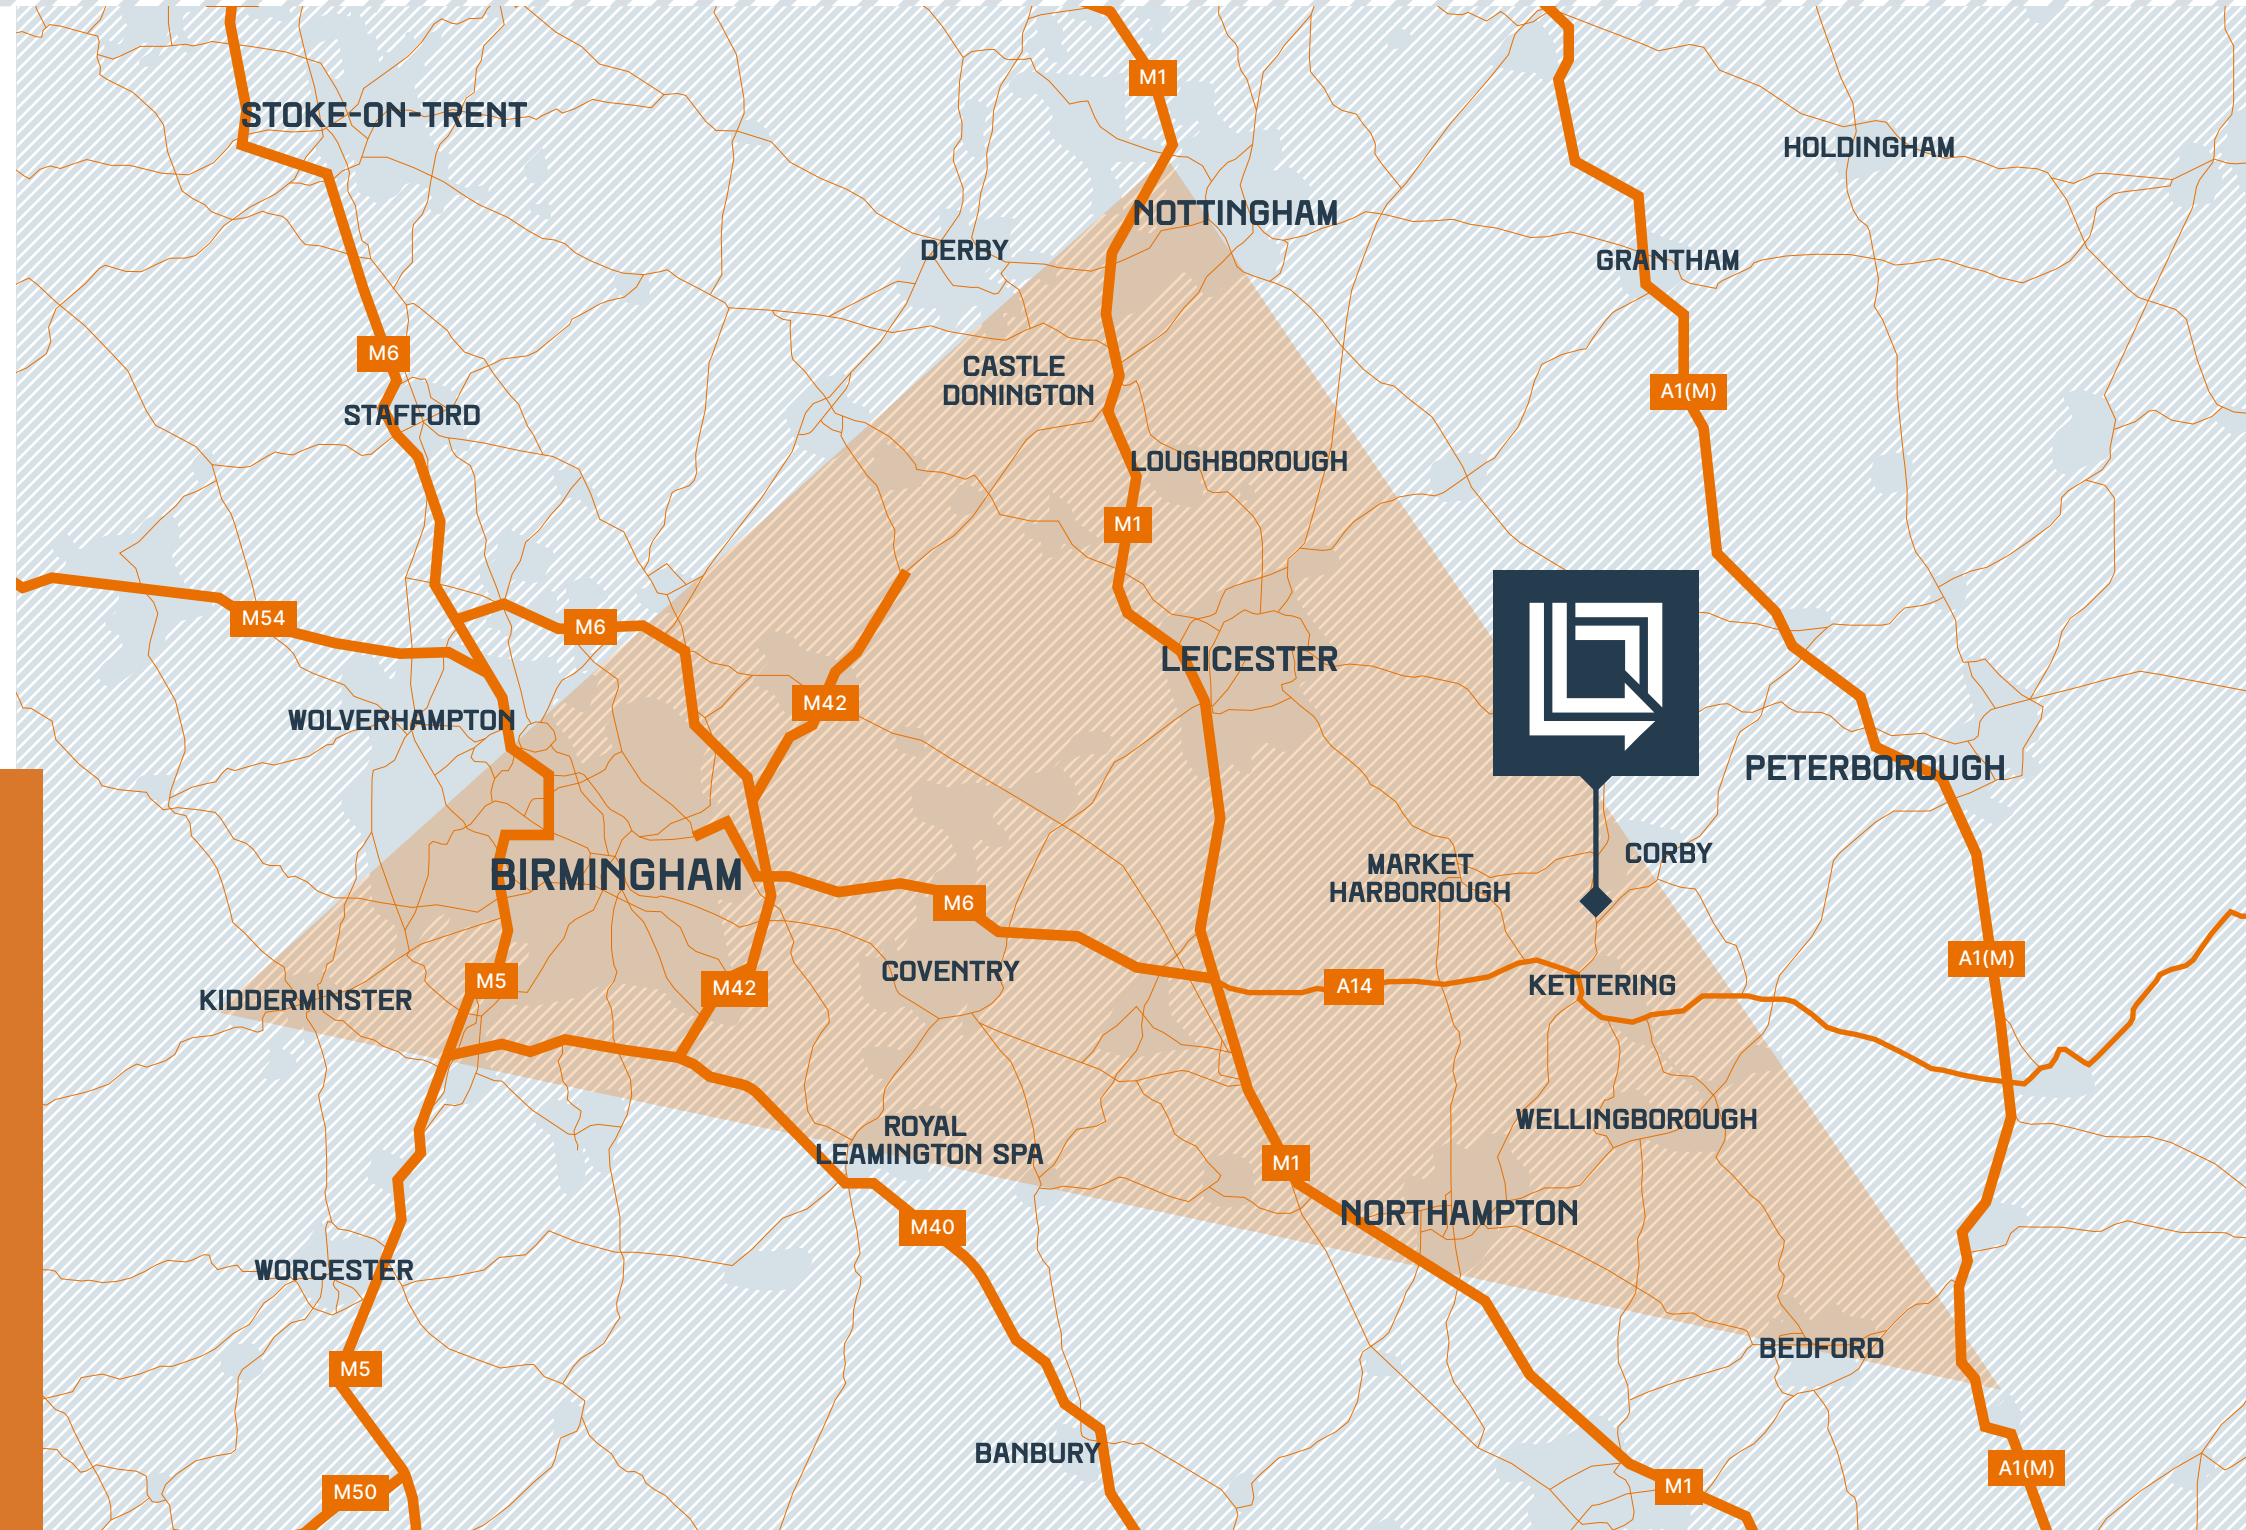 M1
STOKE-ON-TRENT
HOLDINGHAM
NOTTINGHAM
DERBY
GRANTHAM
M6
CASTLE
DONINGTON
A1(M)
STAFFORD
LOUGHBOROUGH
M1
M54
M6
LEICESTER
M42
WOLVERHAMPTON
PETERBOROUGH
CORBY
MARKET
HARBOROUGH
BIRMINGHAM
M6
A1(M)
COVENTRY
M5
M42
A14
KETTERING
KIDDERMINSTER
WELLINGBOROUGH
ROYAL
LEAMINGTON SPA
M1
NORTHAMPTON
M40
WORCESTER
BEDFORD
M5
BANBURY
A1(M)
M1
M50